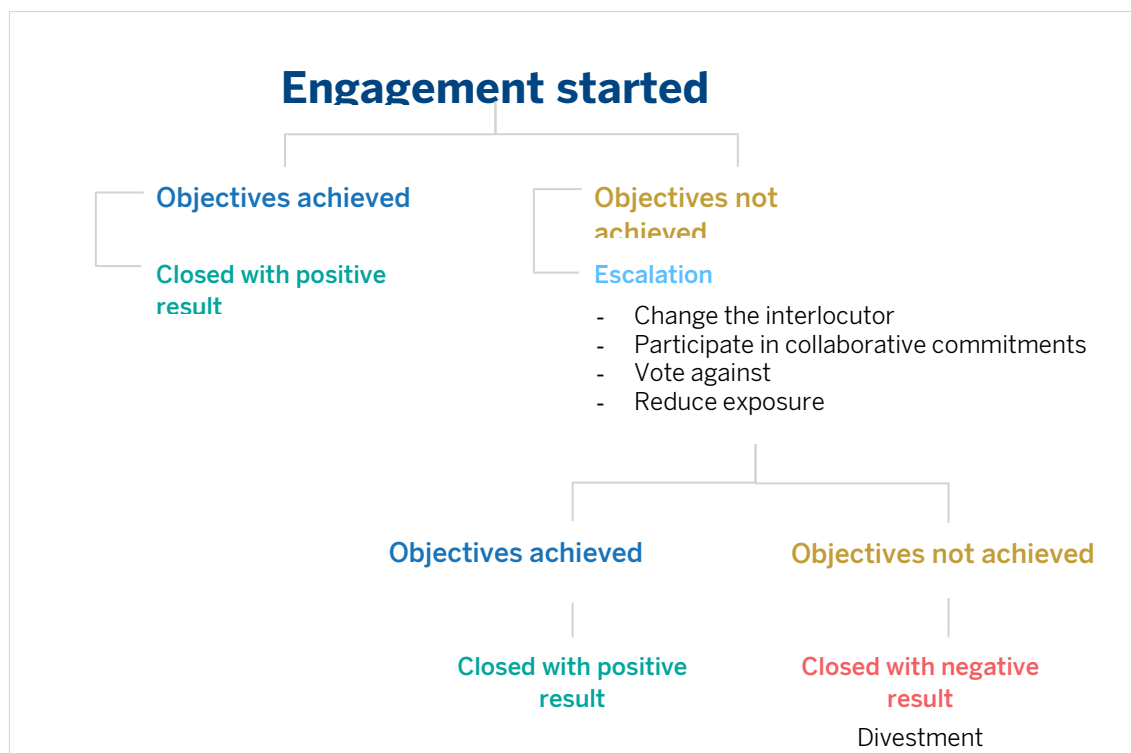 Engagement started
Objectives achieved
Closed with positive
result
Objectives not
achieved
Escalation
- Change the interlocutor
- Participate in collaborative commitments
- Vote against
- Reduce exposure
Objectives achieved
Objectives not achieved
Closed with positive
result
Closed with negative
result
Divestment